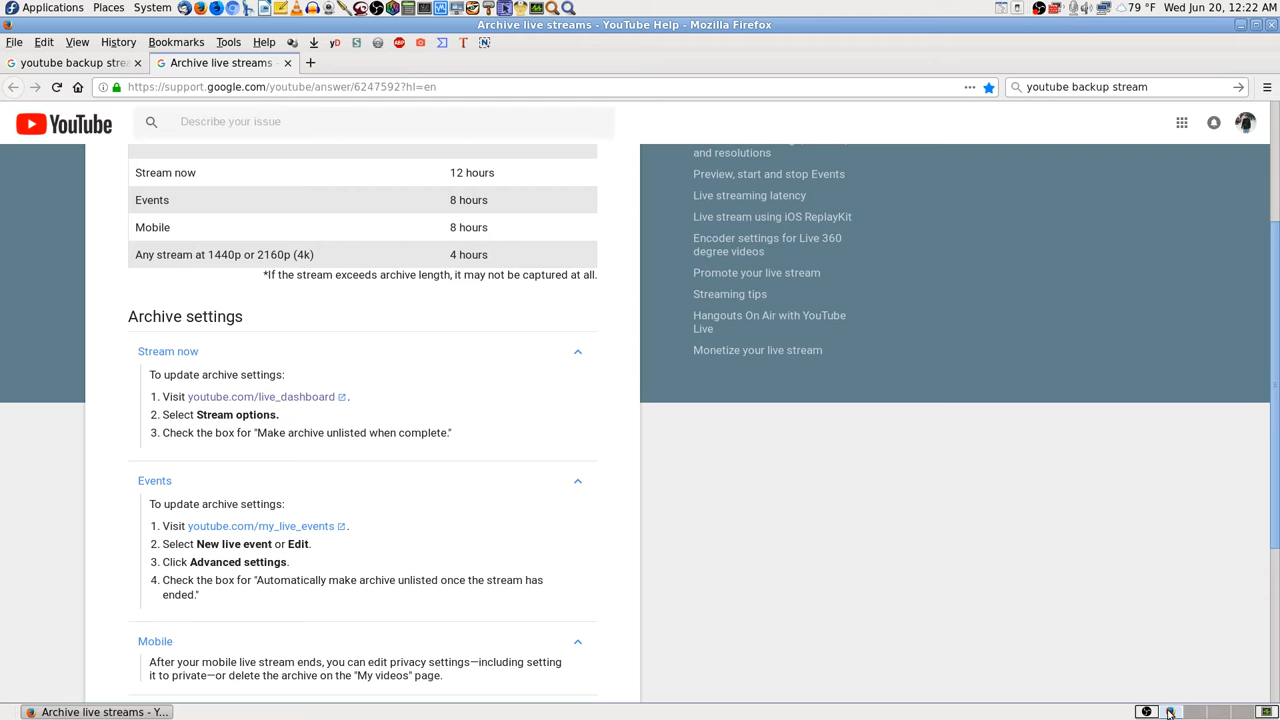 Applications Places System 79 °F Wed Jun 20, 12:22 AM
Archive live streams - YouTube Help - Mozilla Firefox
File Edit View History Bookmarks Tools Help yD S ABP T N
youtube backup strea Archive live streams -
https://support.google.com/youtube/answer/6247592?hl=en youtube backup stream
YouTube Describe your issue
and resolutions
Stream now 12 hours
Preview, start and stop Events
Live streaming latency
Events 8 hours
Live stream using iOS ReplayKit
Mobile 8 hours
Encoder settings for Live 360
degree videos
Any stream at 1440p or 2160p (4k) 4 hours
*If the stream exceeds archive length, it may not be captured at all.
Promote your live stream
Streaming tips
Hangouts On Air with YouTube
Live
Monetize your live stream
Archive settings
Stream now
To update archive settings:
1. Visit youtube.com/live_dashboard .
2. Select Stream options.
3. Check the box for "Make archive unlisted when complete."
Events
To update archive settings:
1. Visit youtube.com/my_live_events .
2. Select New live event or Edit.
3. Click Advanced settings.
4. Check the box for "Automatically make archive unlisted once the stream has
ended."
Mobile
After your mobile live stream ends, you can edit privacy settings—including setting
it to private—or delete the archive on the "My videos" page.
Archive live streams - Y...